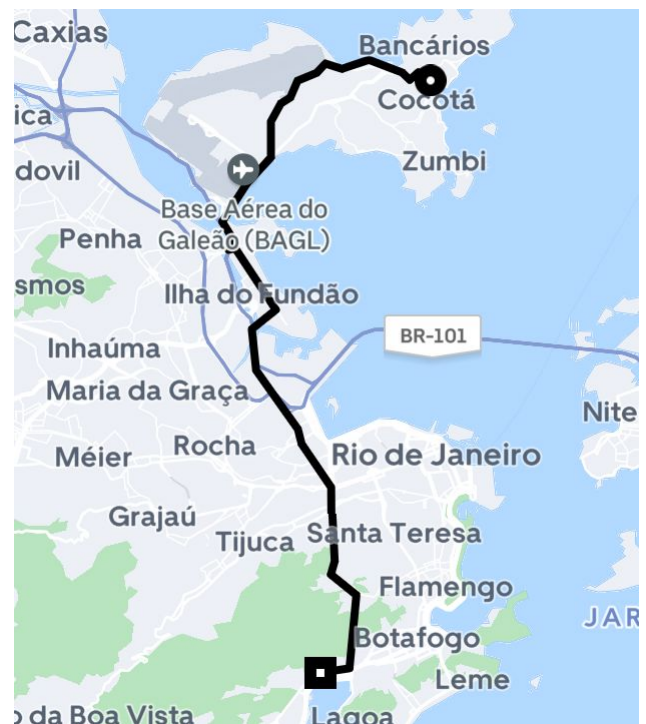 Caxias
Bancários
Cocotá
ica
dovil
Zumbi
Base Aérea do
Galeão (BAGL)
Penha
smos
Ilha do Fundão
BR-101
Inhaúma
Maria da Graça
Nite
Rocha
Rio de Janeiro
Méier
Grajaú
Santa Teresa
Tijuca
Flamengo
JAR
Botafogo
Leme
o da Boa Vista
Lagoa